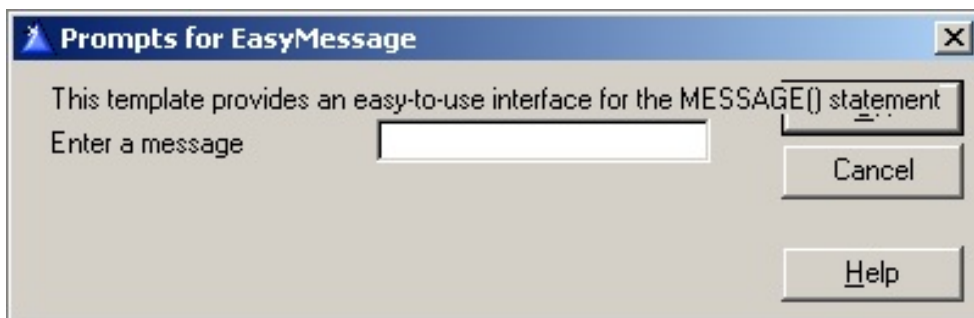 Prompts for EasyMessage
This template provides an easy-to-use interface for the MESSAGE() statement
Enter a message
Cancel
Help